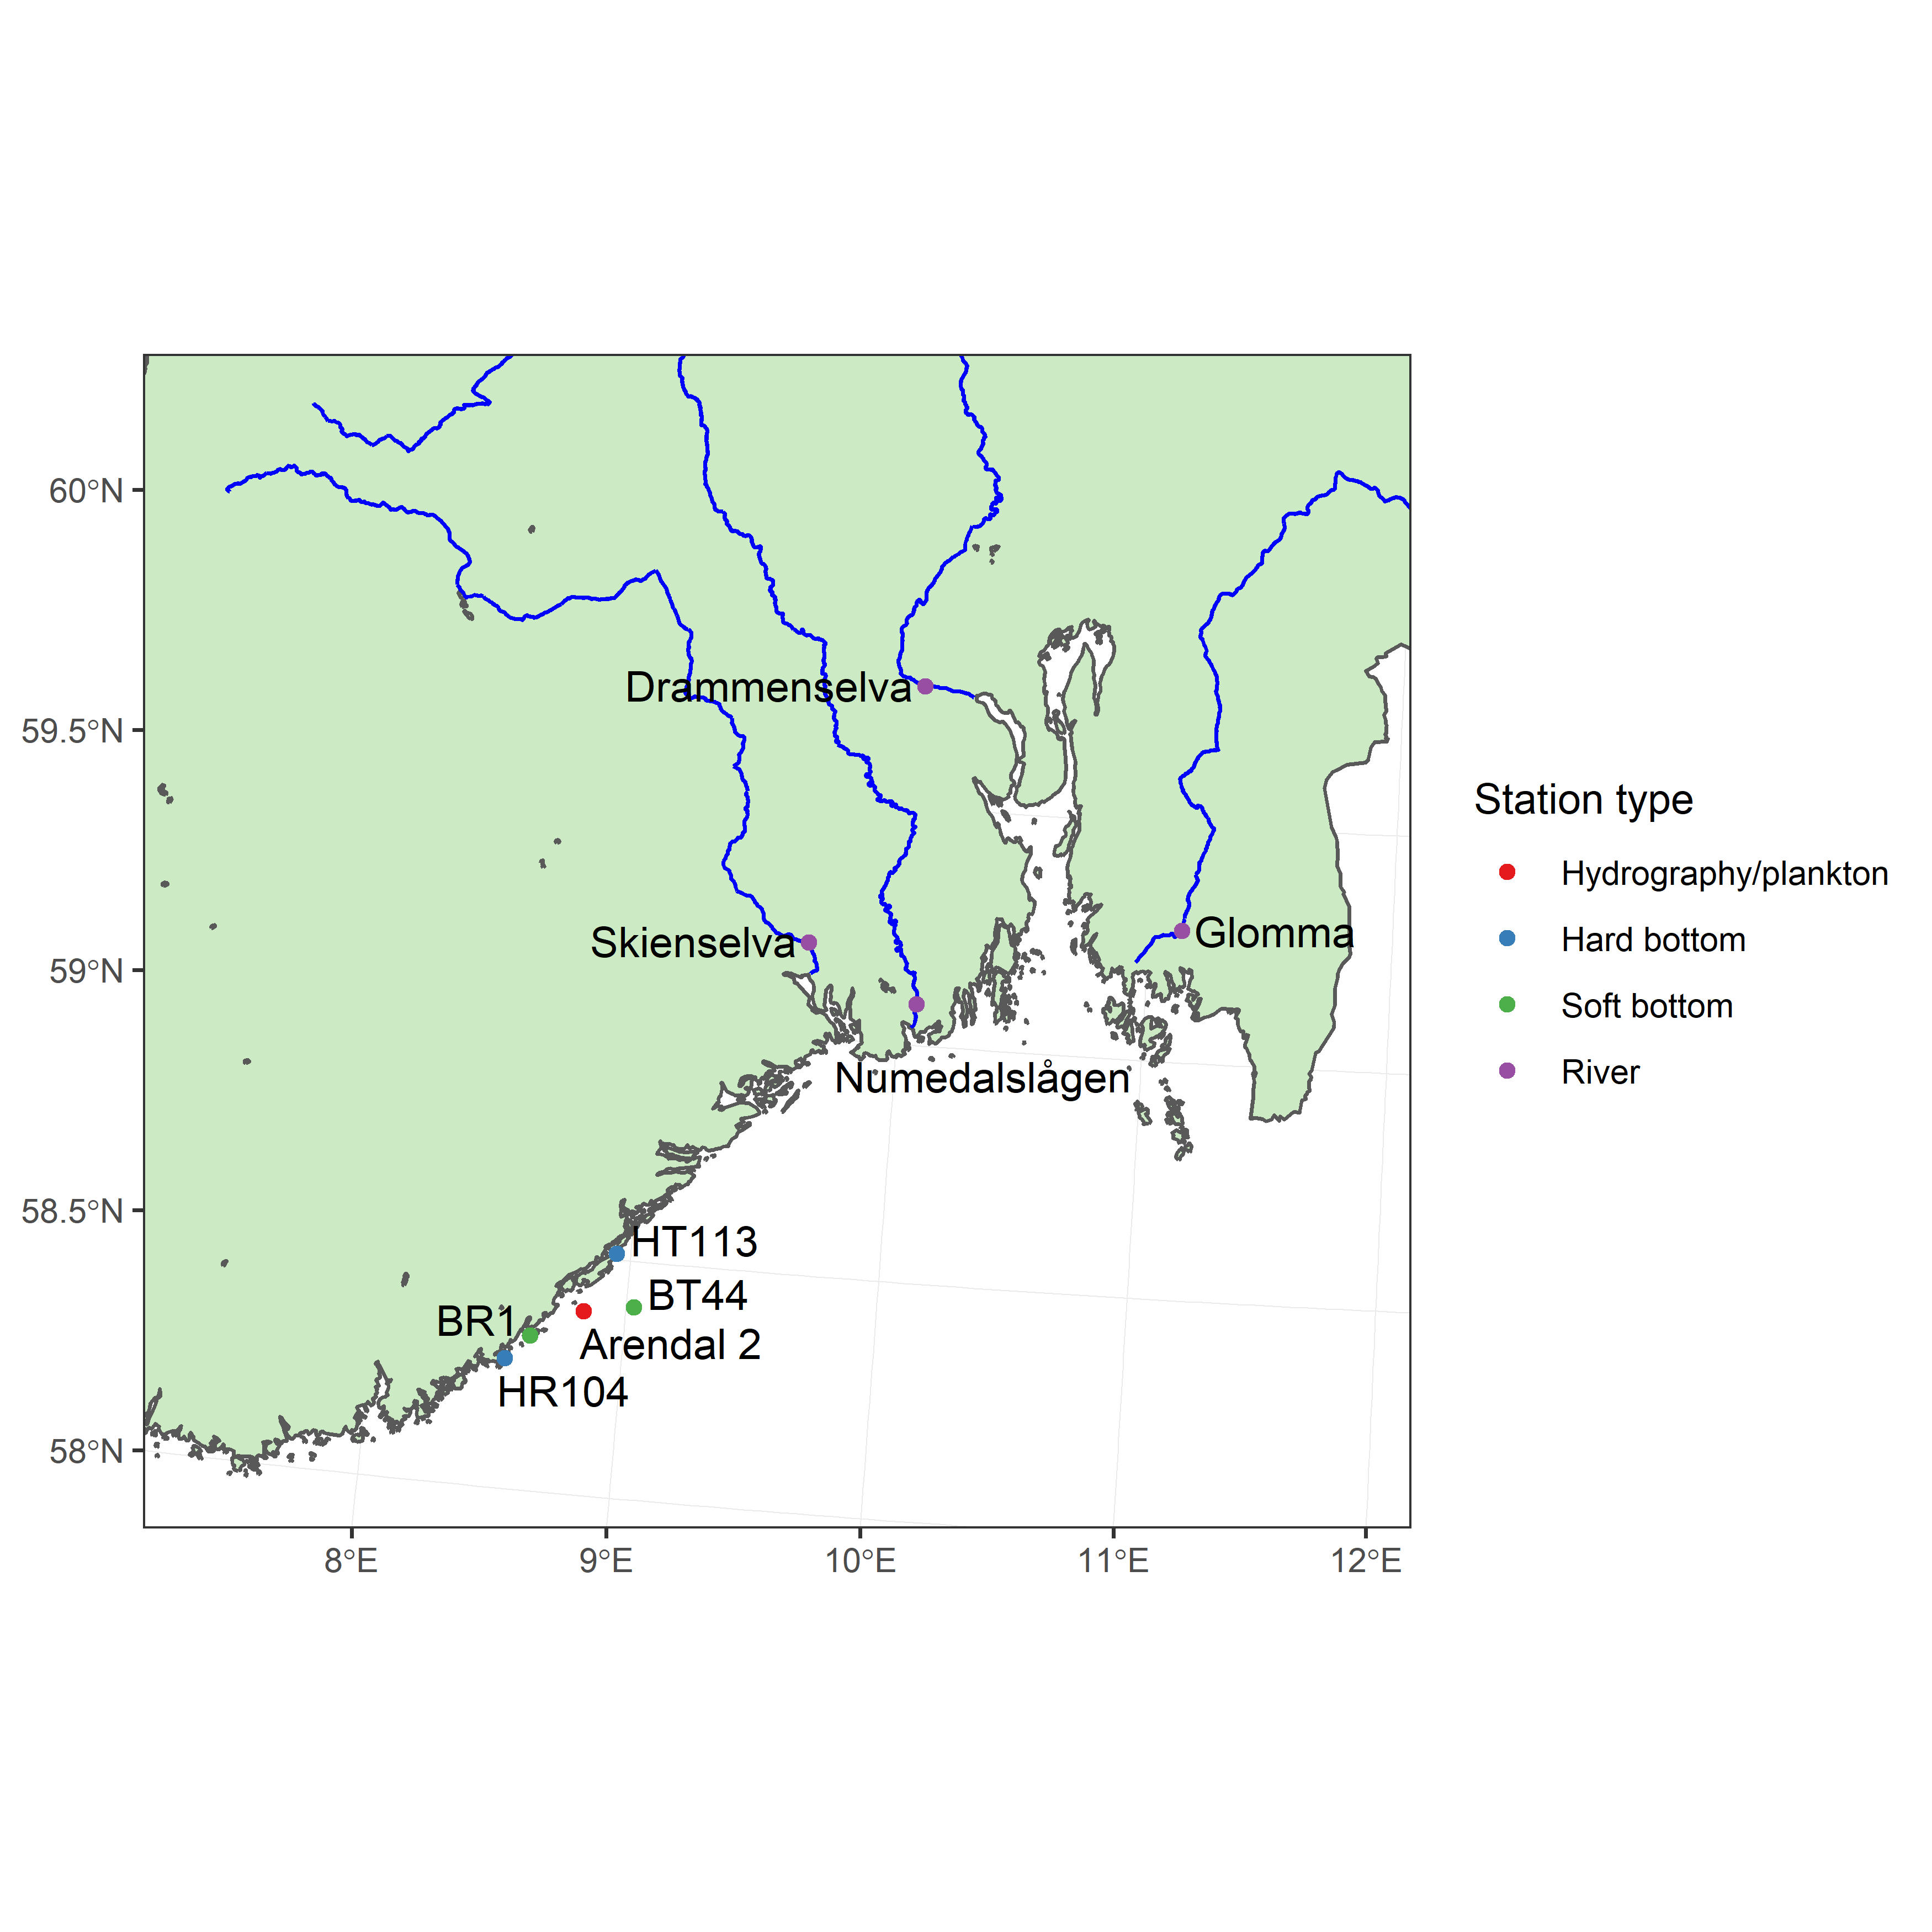 60°N
59.5°N
59°N
58.5°N
58°N
8°E
9°E
10°E
11°E
12°E
Drammenselva
Skienselva
Glomma
Numedalslågen
HT113
BT44
BR1
Arendal 2
HR104
Station type
Hydrography/plankton
Hard bottom
Soft bottom
River